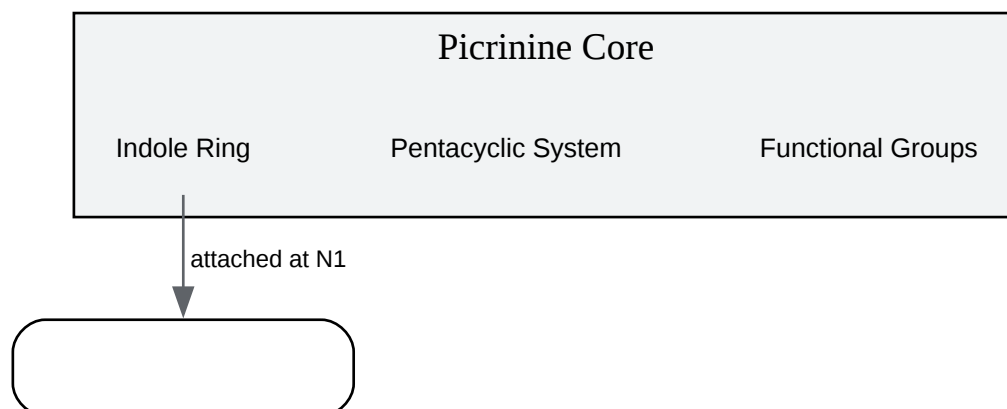 Picrinine Core
Indole Ring Pentacyclic System Functional Groups
attached at N1